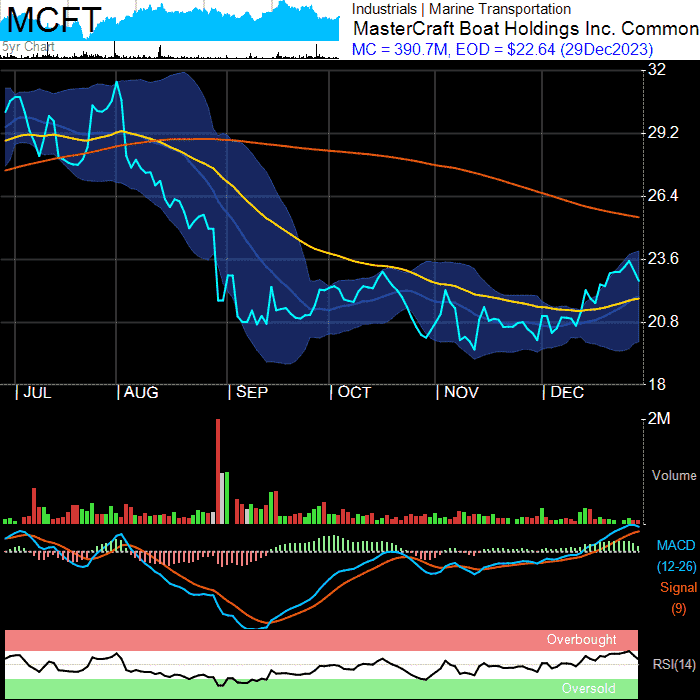 MCFT
5yr Chart
Industrials | Marine Transportation
MasterCraft Boat Holdings Inc. Common
MC = 390.7M, EOD = $22.64 (29Dec2023)
32
29.2
26.4
23.6
20.8
18
JUL
AUG
SEP
OCT
NOV
DEC
2M
Volume
MACD
(12-26)
Signal
(9)
Overbought
RSI(14)
Oversold